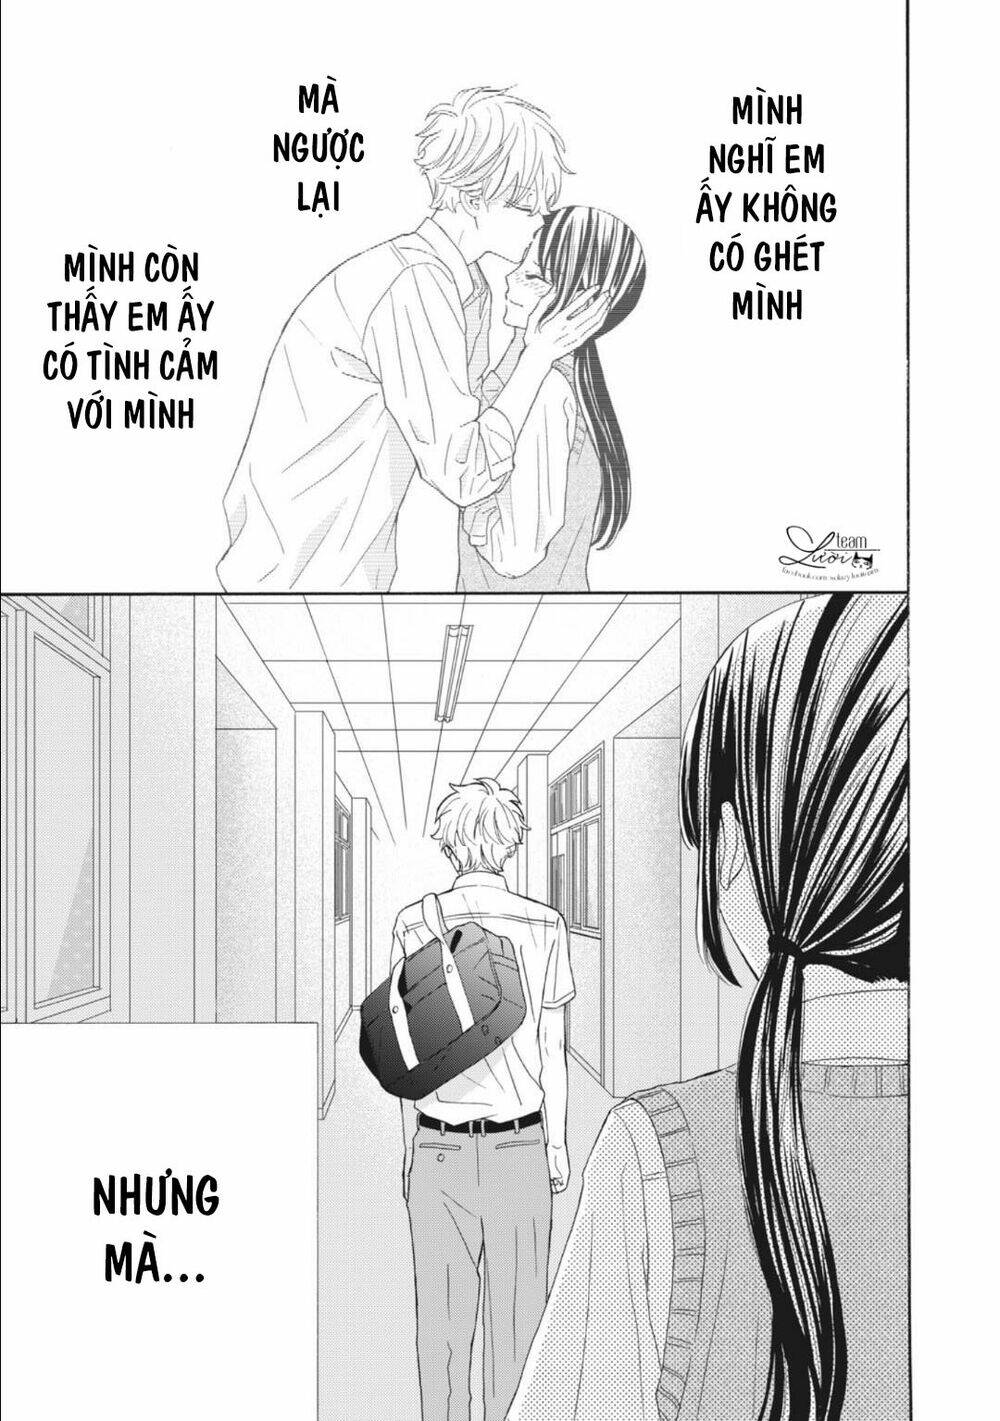 MÌNH
NGHĨ EM
ẤY KHÔNG
CÓ GHÉT
MÌNH
MÀ
NGƯỢC
LẠI
MÌNH CÒN
THẤY EM ẤY
CÓ TÌNH CẢM
VỚI MÌNH
team
Lười
NHƯNG
MÀ...